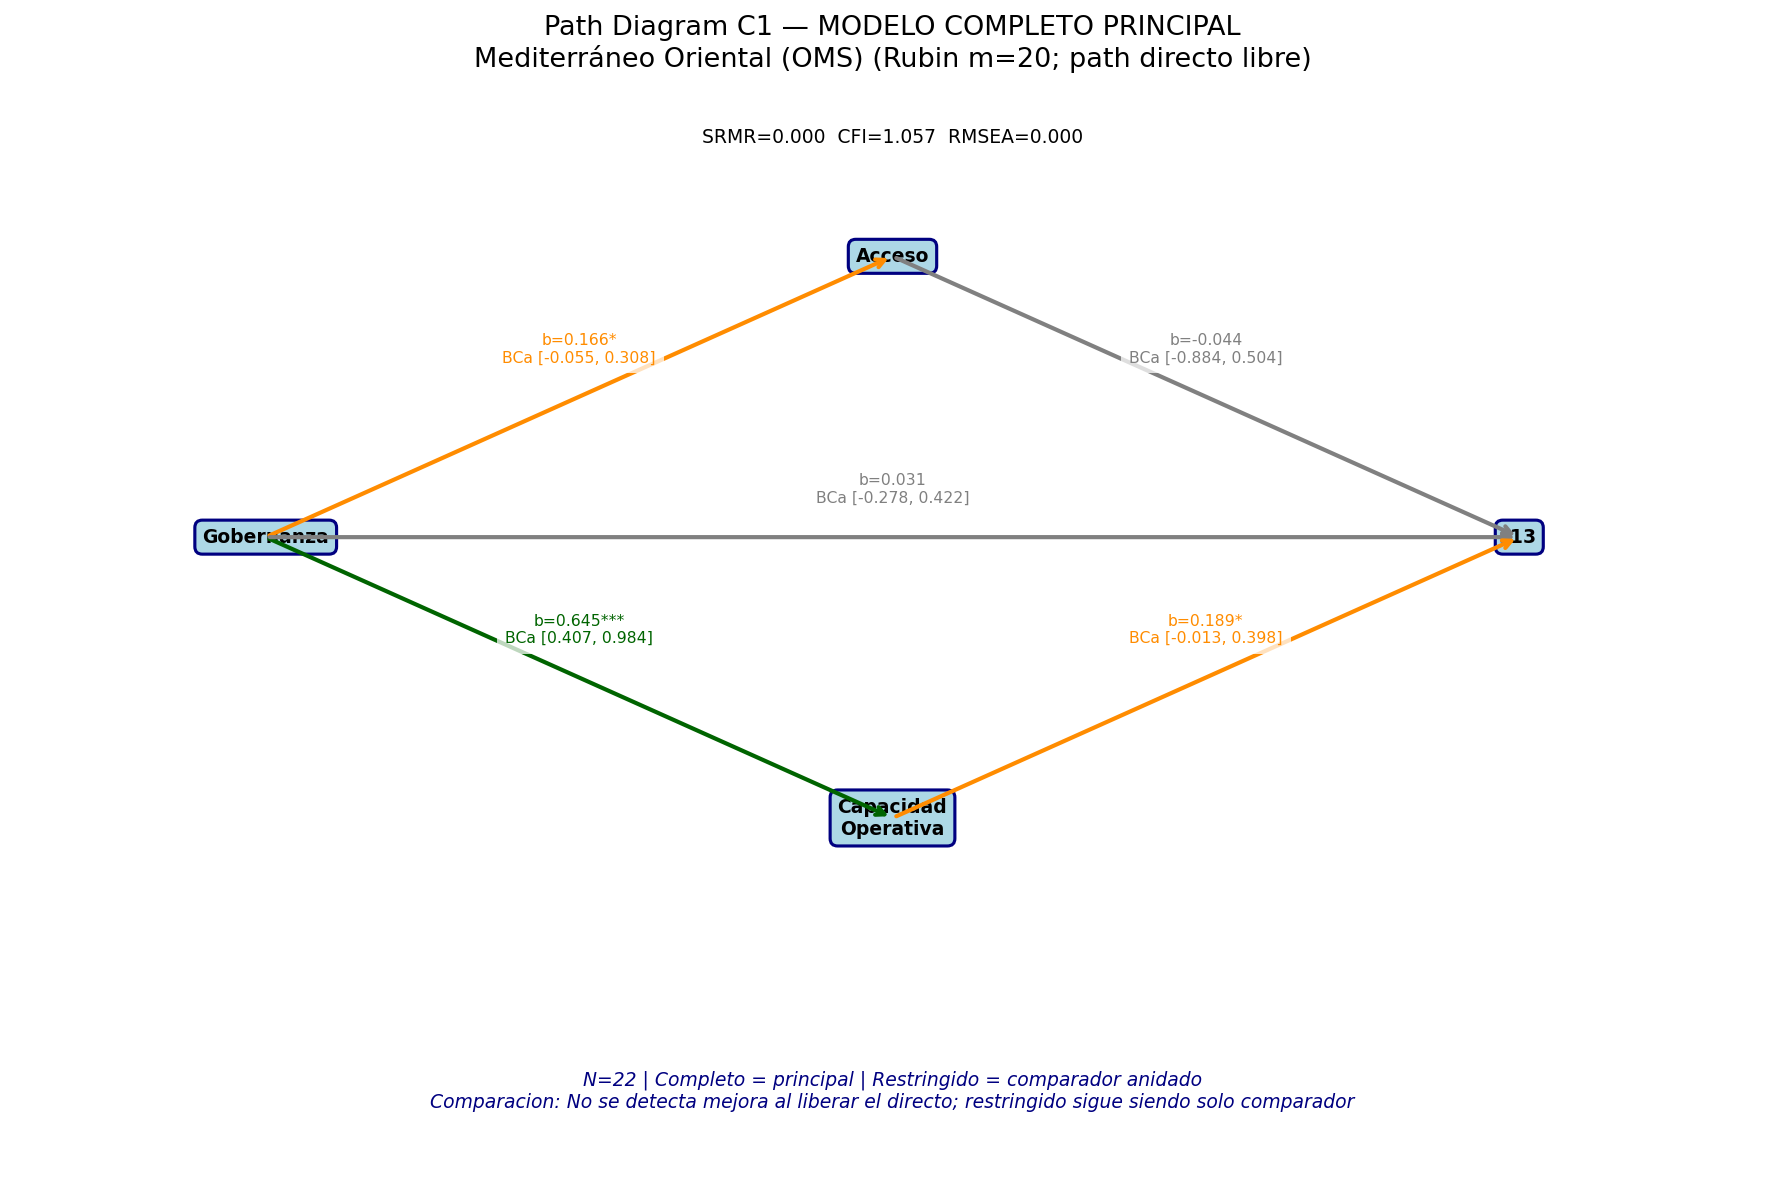 Path Diagram C1 — MODELO COMPLETO PRINCIPAL
Mediterráneo Oriental (OMS) (Rubin m=20; path directo libre)
SRMR=0.000  CFI=1.057  RMSEA=0.000
Acceso
b=0.166*
BCa [-0.055, 0.308]
b=-0.044
BCa [-0.884, 0.504]
b=0.031
BCa [-0.278, 0.422]
Gobernanza
13
b=0.645***
BCa [0.407, 0.984]
b=0.189*
BCa [-0.013, 0.398]
Capacidad
Operativa
N=22 | Completo = principal | Restringido = comparador anidado
Comparacion: No se detecta mejora al liberar el directo; restringido sigue siendo solo comparador